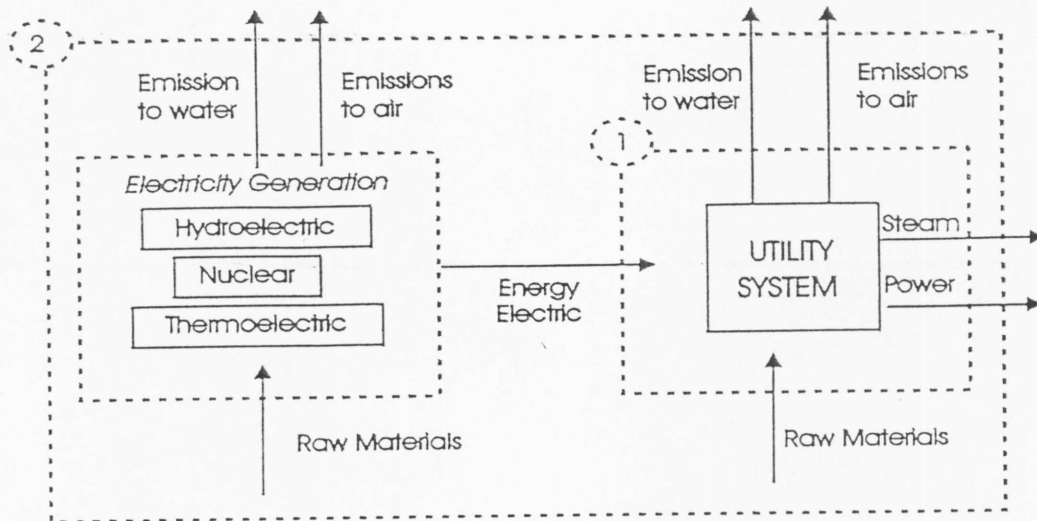 2
Emission
to water
Emissions
to air
Emission
to water
Emissions
to air
1
Electricity Generation
Hydroelectric
Nuclear
Thermoelectric
Energy
Electric
UTILITY
SYSTEM
Steam
Power
Raw Materials
Raw Materials